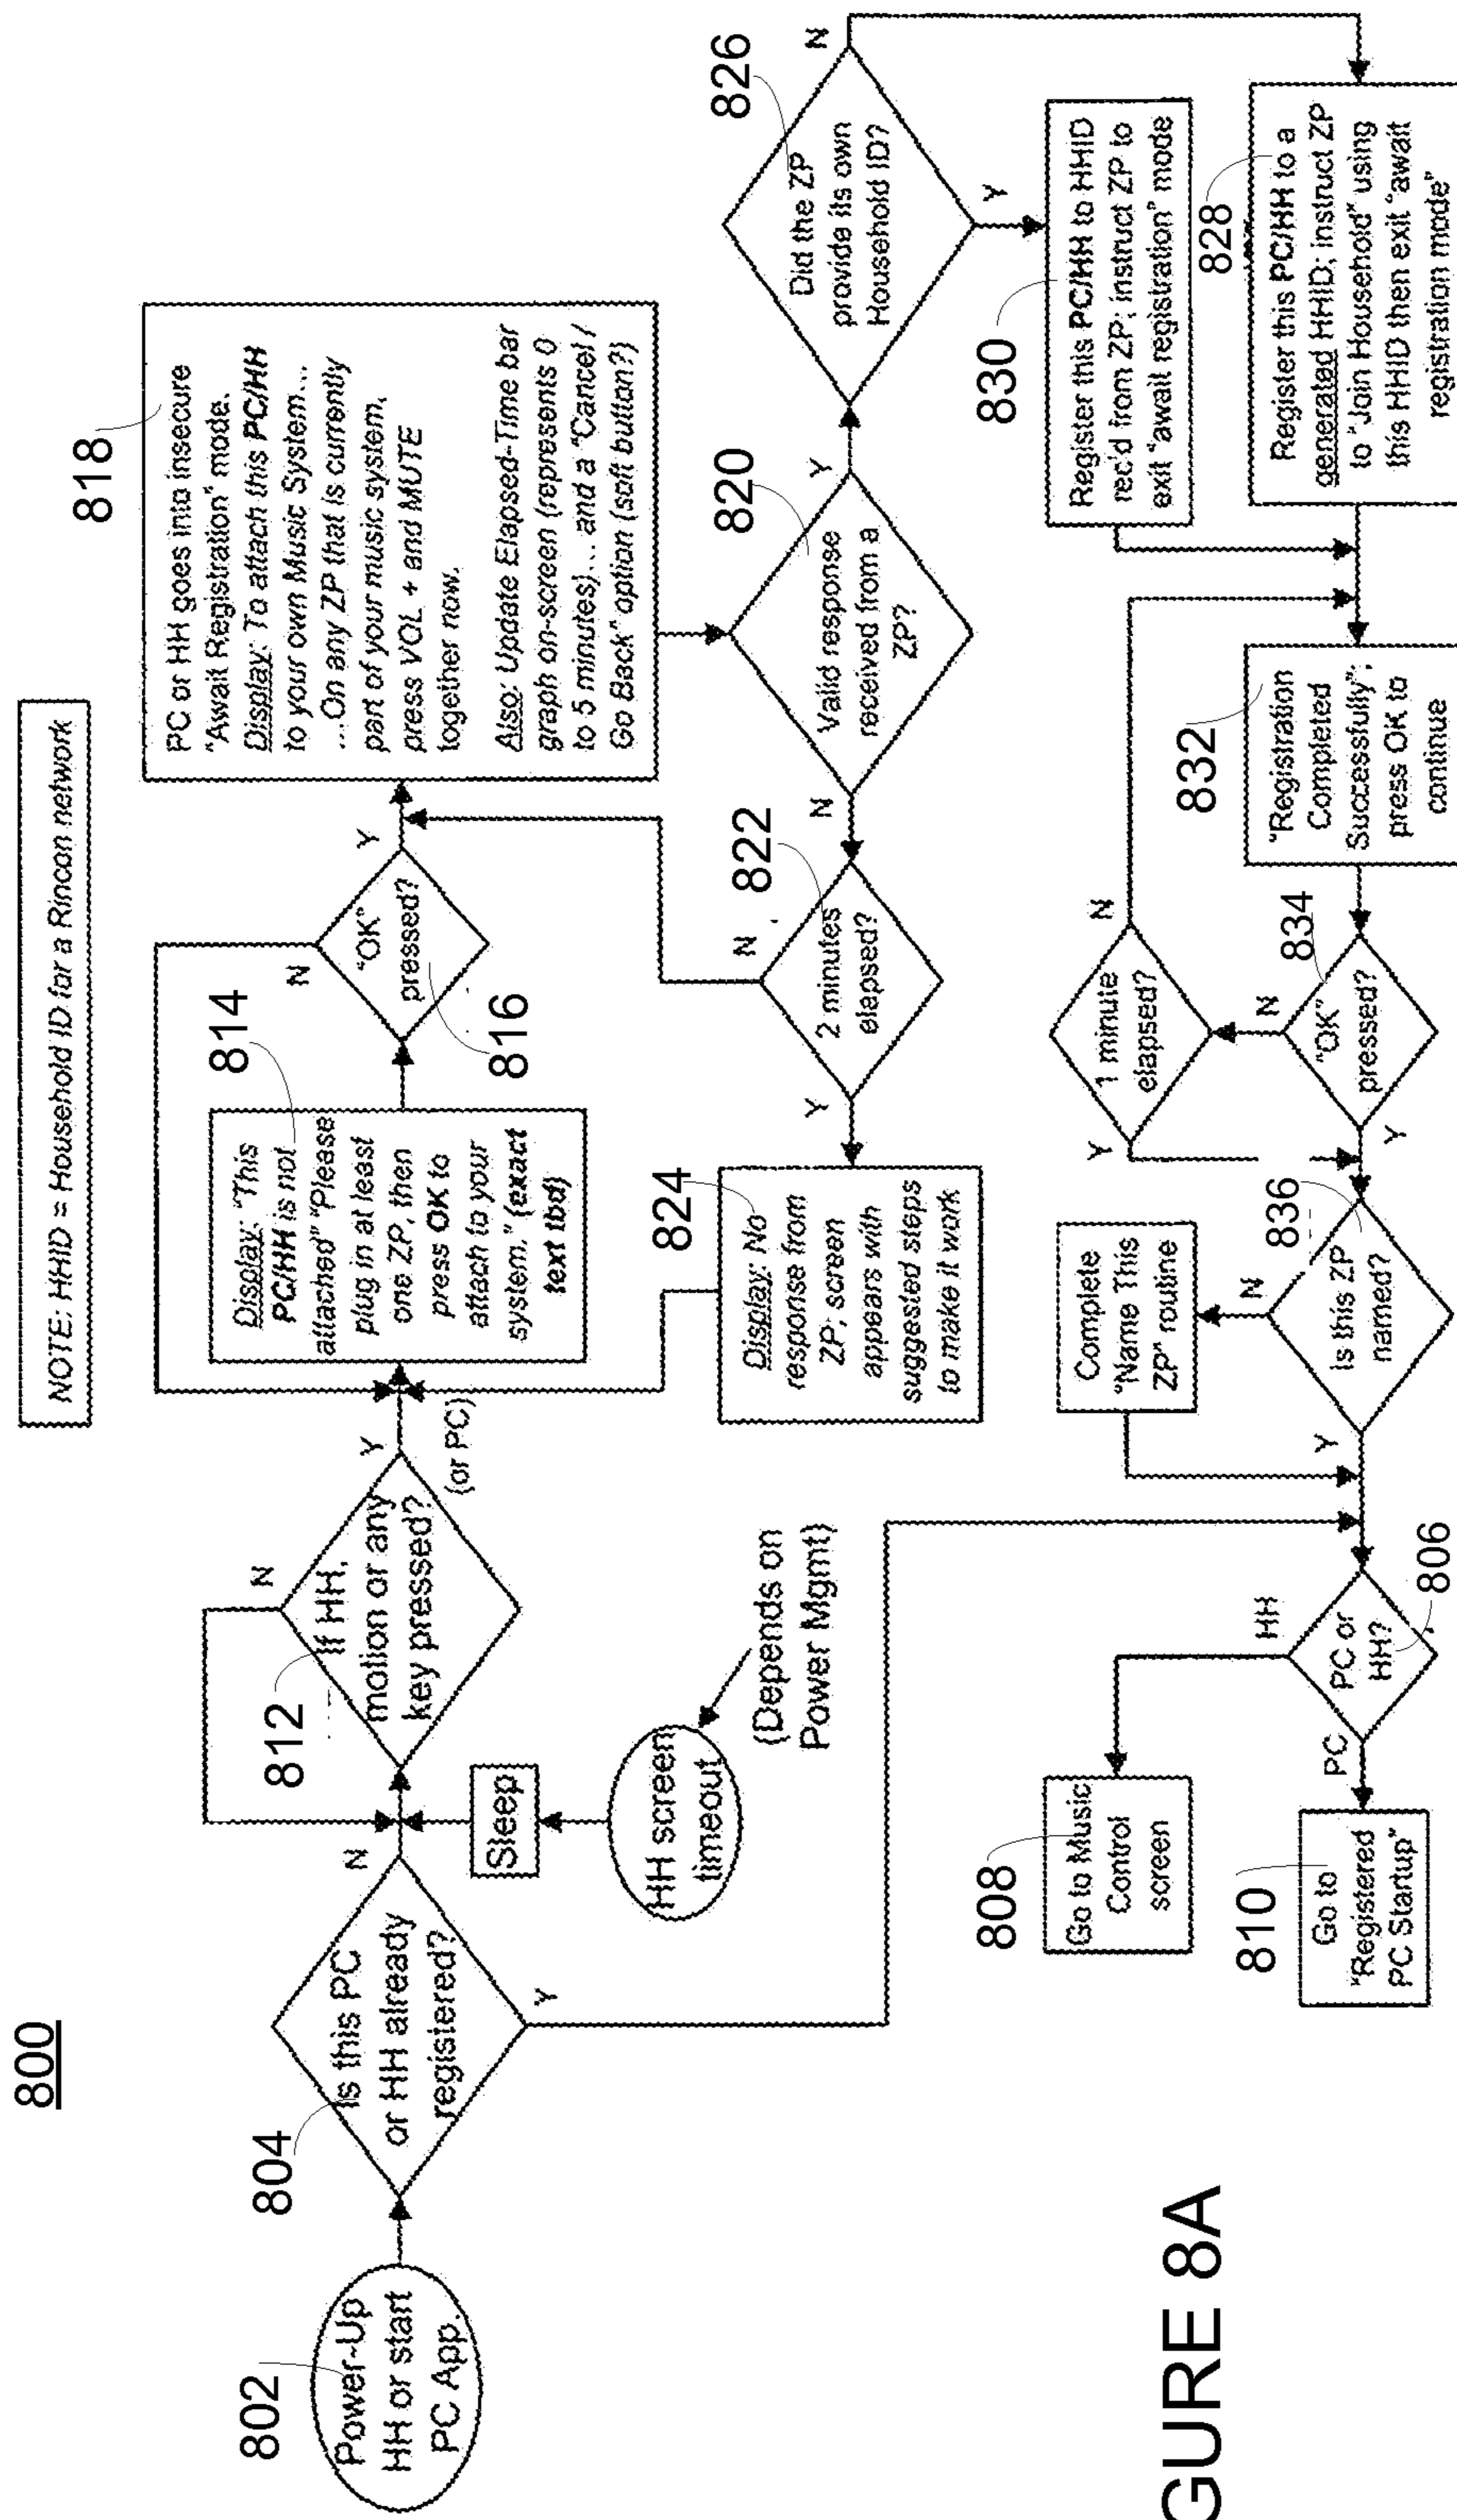 800
NOTE: HHID = Household ID for a Rincon network
802
Power-Up
HH or start
PC App.
804
Is this PC
or HH already
registered?
N
Y
Sleep
HH screen
timeout
(Depends on
Power Mgmt)
812
If HH,
motion or any
key pressed?
N
Y
(or PC)
814
Display: "This
PC/HH is not
attached" "Please
plug in at least
one ZP, then
press OK to
attach to your
system." (exact
text tbd)
816
"OK"
pressed?
N
Y
818
PC or HH goes into insecure
"Await Registration" mode.
Display: To attach this PC/HH
to your own Music System...
...On any ZP that is currently
part of your music system,
press VOL + and MUTE
together now.
Also: Update Elapsed-Time bar
graph on-screen (represents 0
to 5 minutes)... and a "Cancel /
Go Back" option (soft button?)
820
Valid response
received from a
ZP?
N
Y
822
2 minutes
elapsed?
N
Y
824
Display: No
response from
ZP; screen
appears with
suggested steps
to make it work
826
Did the ZP
provide its own
Household ID?
N
Y
830
Register this PC/HH to HHID
rec'd from ZP; instruct ZP to
exit "await registration" mode
828
Register this PC/HH to a
generated HHID; instruct ZP
to "Join Household" using
this HHID then exit "await
registration mode"
832
"Registration
Completed
Successfully";
press OK to
continue
834
"OK"
pressed?
N
Y
1 minute
elapsed?
N
Y
836
Is this ZP
named?
N
Y
Complete
"Name This
ZP" routine
806
PC or
HH?
HH
PC
808
Go to Music
Control
screen
810
Go to
"Registered
PC Startup"
GURE 8A